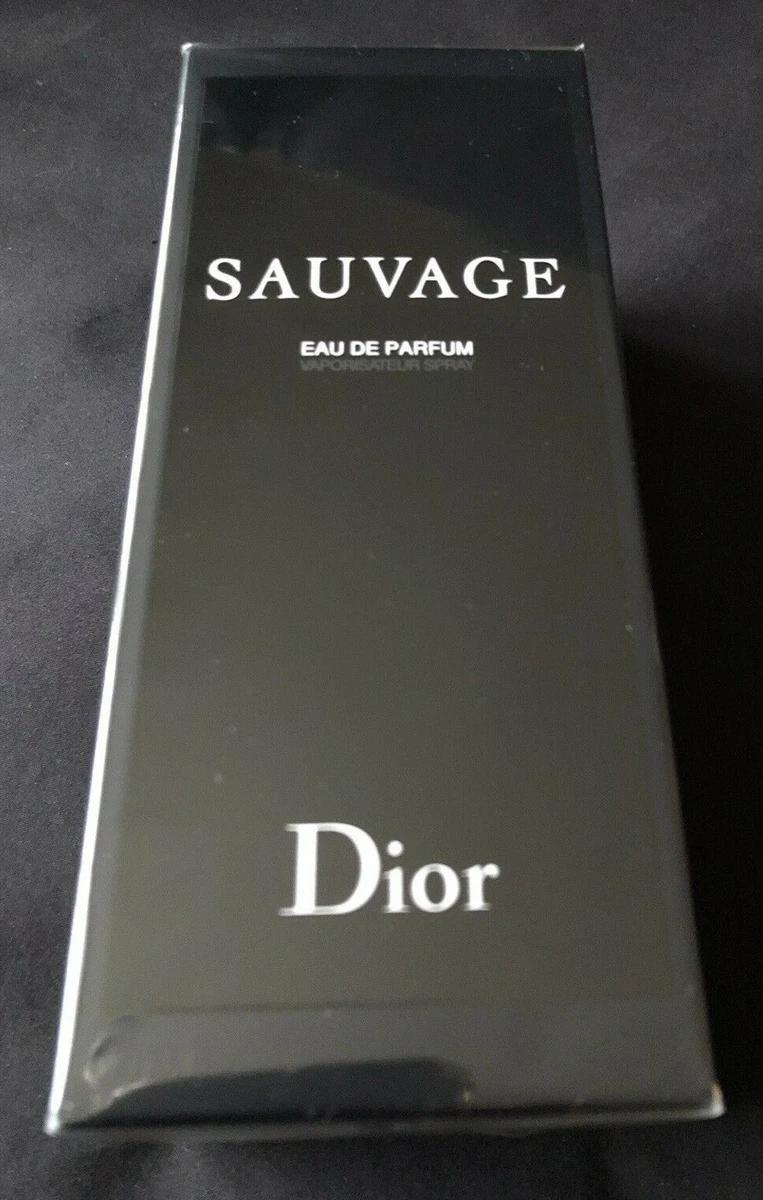 SAUVAGE
EAU DE PARFUM
VAPORISATEUR SPRAY
Dior